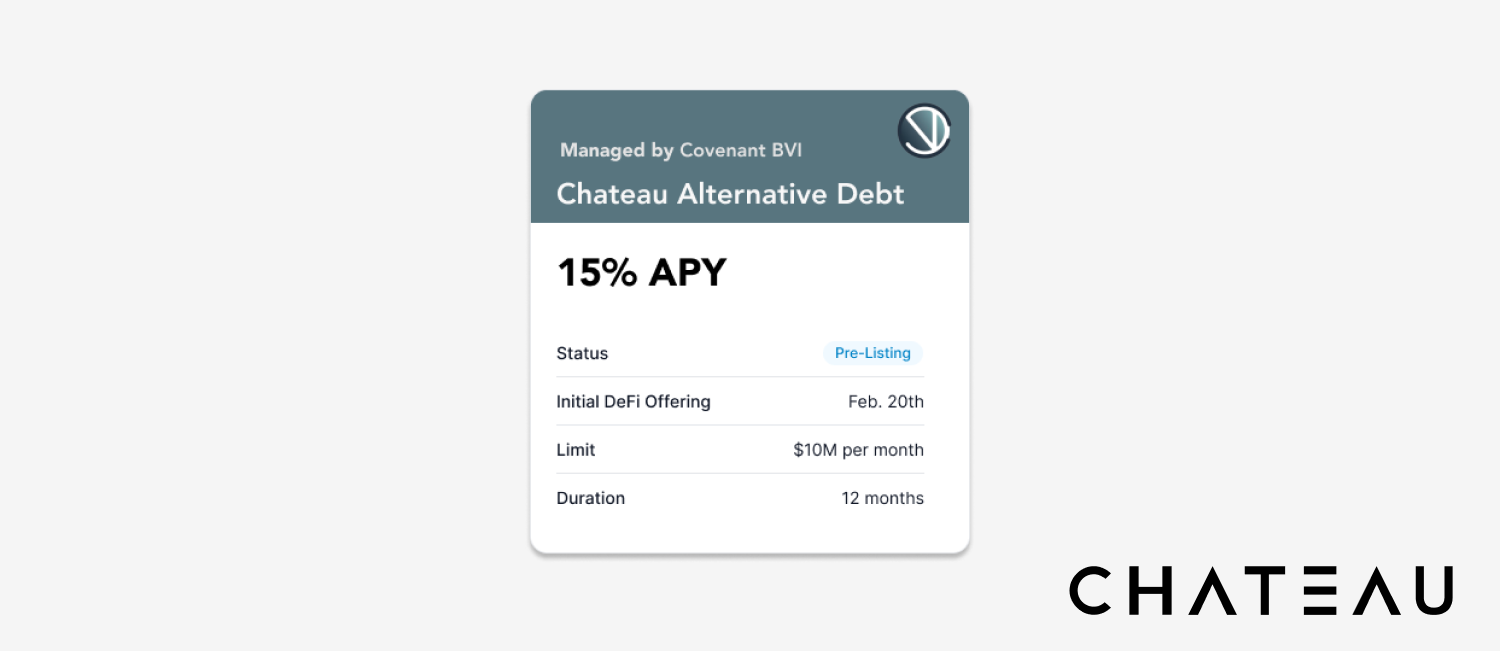 Managed by Covenant BVI
Chateau Alternative Debt
15% APY
Status Pre-Listing
Initial DeFi Offering Feb. 20th
Limit $10M per month
Duration 12 months
CHATEAU